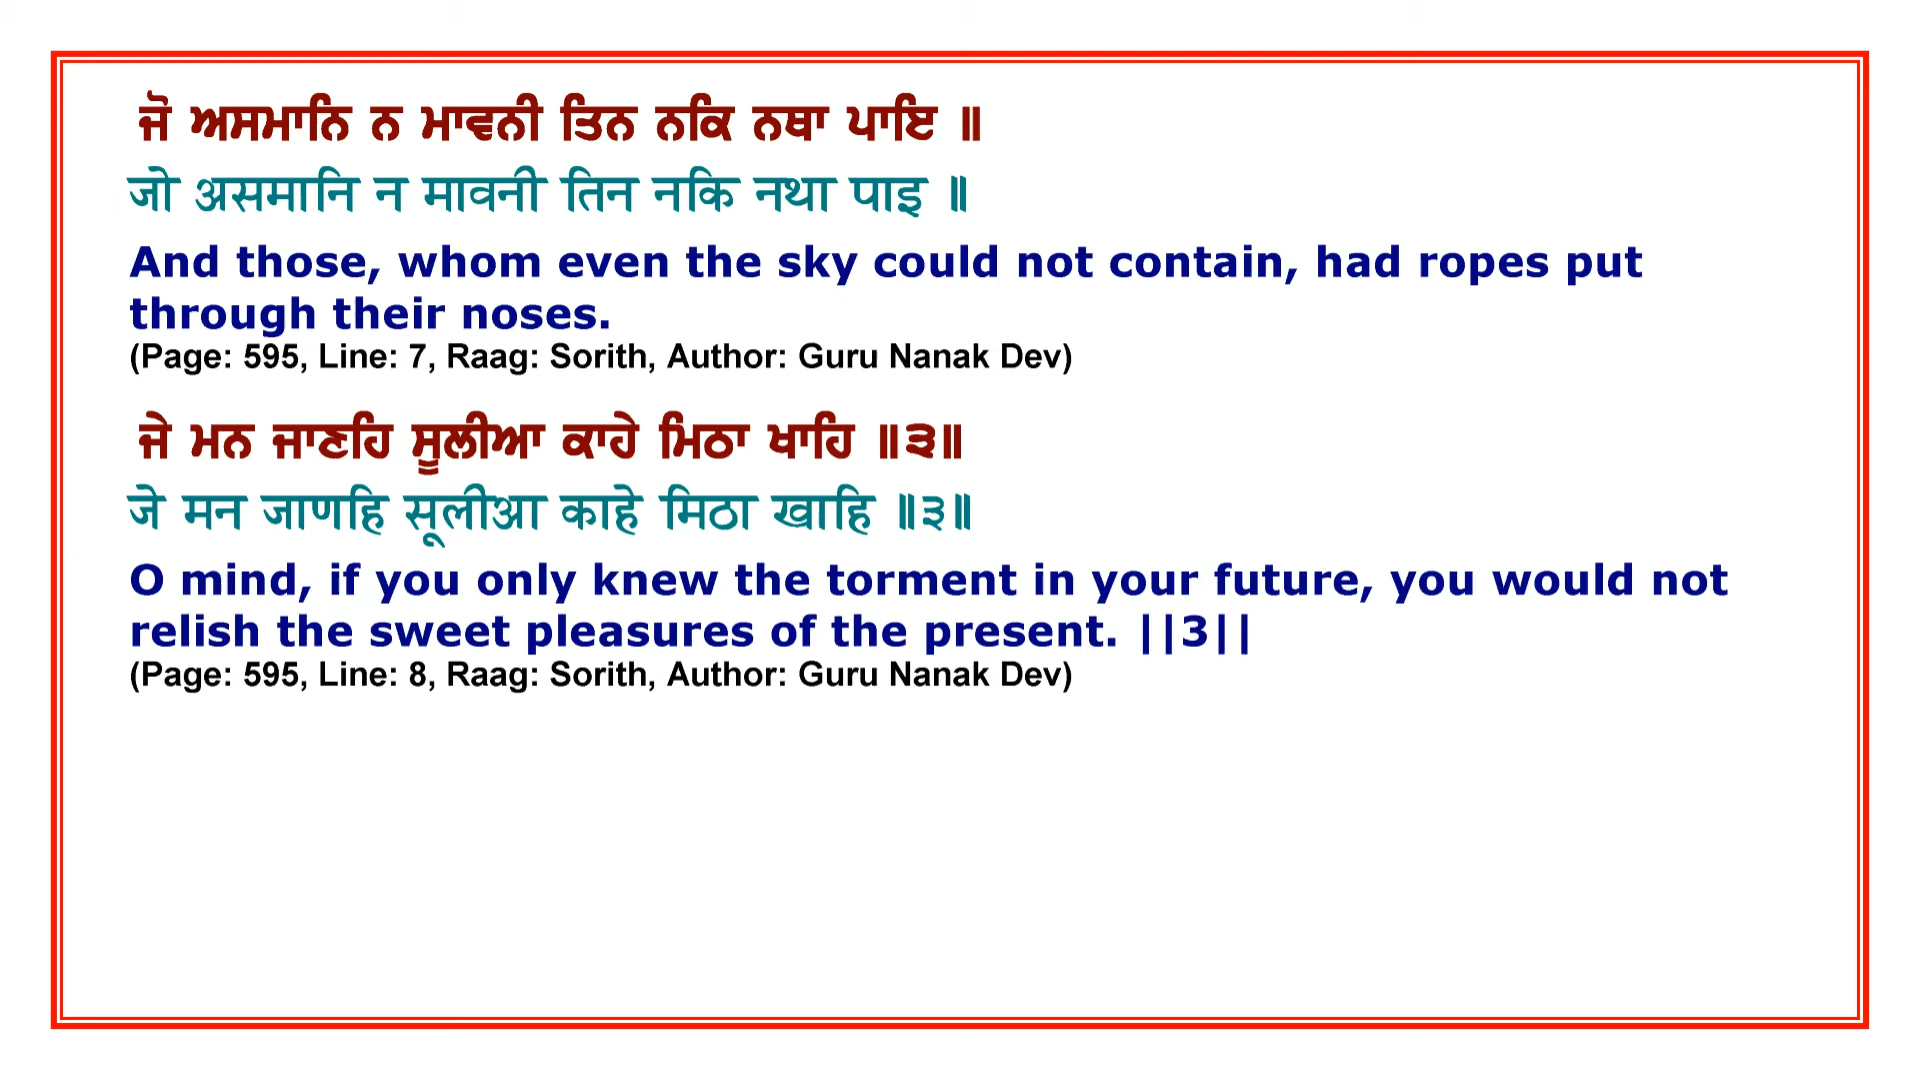 ਜੋ ਅਸਮਾਨਿ ਨ ਮਾਵਨੀ ਤਿਨ ਨਕਿ ਨਥਾ ਪਾਇ ॥
जो असमानि न मावनी तिन नकि नथा पाइ ॥
And those, whom even the sky could not contain, had ropes put
through their noses.
(Page: 595, Line: 7, Raag: Sorith, Author: Guru Nanak Dev)
ਜੇ ਮਨ ਜਾਣਹਿ ਸੂਲੀਆ ਕਾਹੇ ਮਿਠਾ ਖਾਹਿ ॥੩॥
जे मन जाणहि सूलीआ काहे मिठा खाहि ॥३॥
O mind, if you only knew the torment in your future, you would not
relish the sweet pleasures of the present. ||3||
(Page: 595, Line: 8, Raag: Sorith, Author: Guru Nanak Dev)